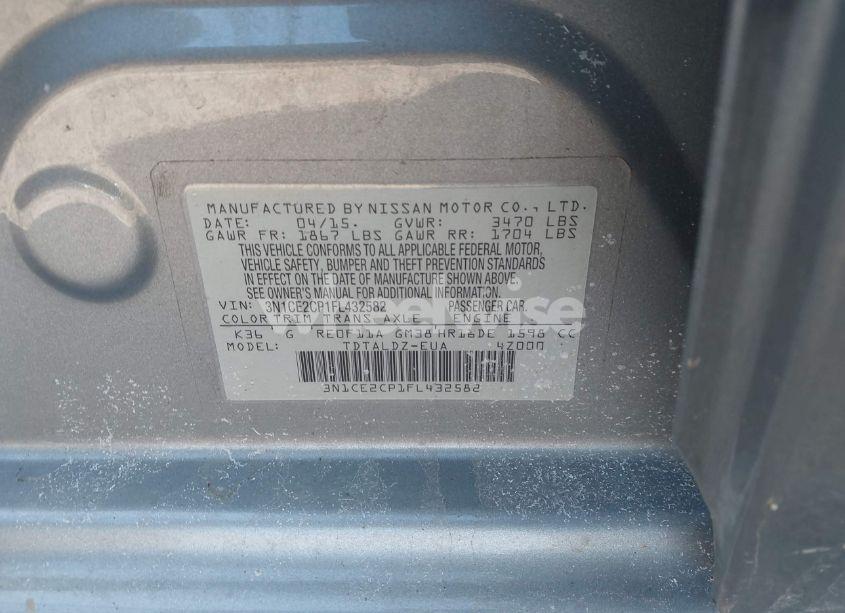 MANUFACTURED BY NISSAN MOTOR CO., LTD.
DATE: 04/15. GVWR: 3470 LBS
GAWR FR: 1867 LBS GAWR RR: 1704 LBS
THIS VEHICLE CONFORMS TO ALL APPLICABLE FEDERAL MOTOR,
VEHICLE SAFETY, BUMPER AND THEFT PREVENTION STANDARDS
IN EFFECT ON THE DATE OF MANUFACTURE SHOWN ABOVE.
SEE OWNER'S MANUAL FOR ADDITIONAL INFORMATION.
VIN: 3N1CE2CP1FL432582 PASSENGER CAR
COLOR TRIM TRANS AXLE ENGINE
K36 G RE0F11A GM38 HR16DE 1598 CC
MODEL: TDTALDZ-EUA 4Z000
3N1CE2CP1FL432582